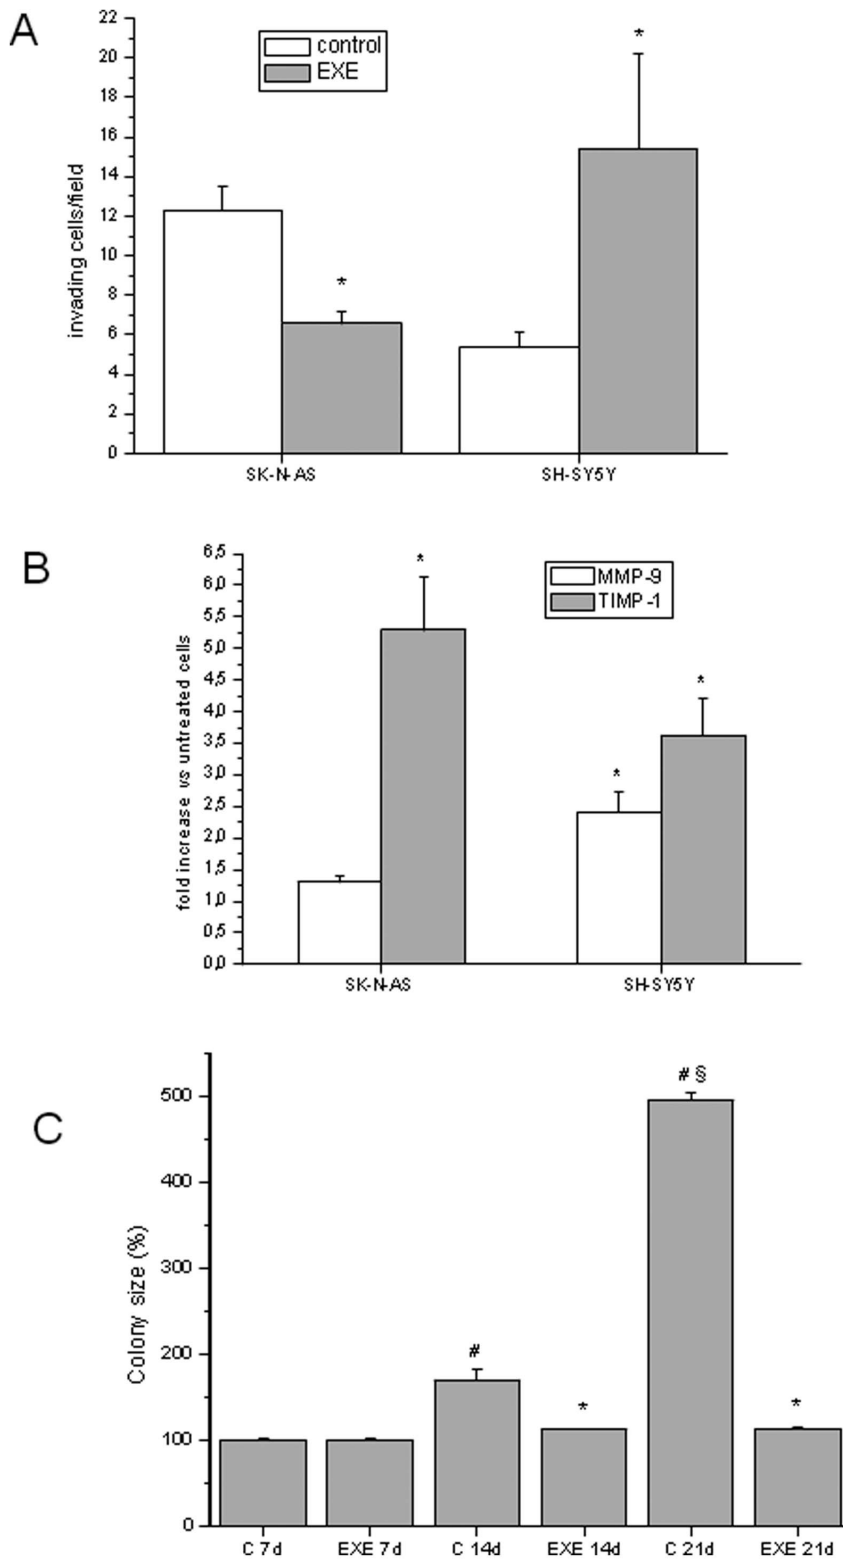 A
22
20
18
16
14
12
10
8
6
4
2
0
invading cells/field
control
EXE
*
*
SK-N-AS
SH-SY5Y
B
6,5
6,0
5,5
5,0
4,5
4,0
3,5
3,0
2,5
2,0
1,5
1,0
0,5
0,0
fold increase vs untreated cells
MMP-9
TIMP-1
*
*
*
SK-N-AS
SH-SY5Y
C
500
400
300
200
100
0
Colony size (%)
# §
#
*
*
C 7d EXE 7d C 14d EXE 14d C 21d EXE 21d